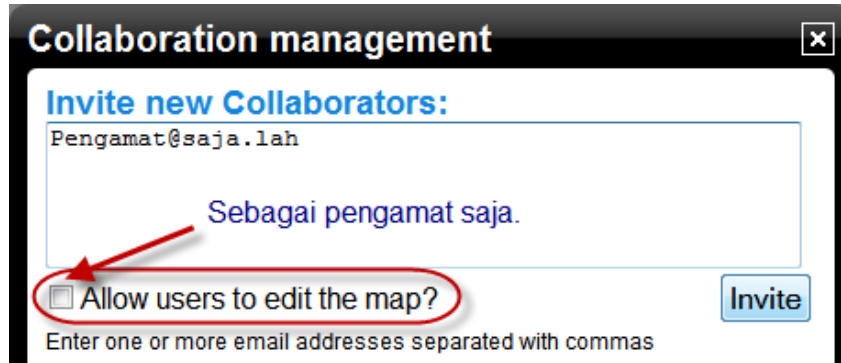 Collaboration management
Invite new Collaborators:
Pengamat@saja.lah
Sebagai pengamat saja.
Allow users to edit the map?
Invite
Enter one or more email addresses separated with commas